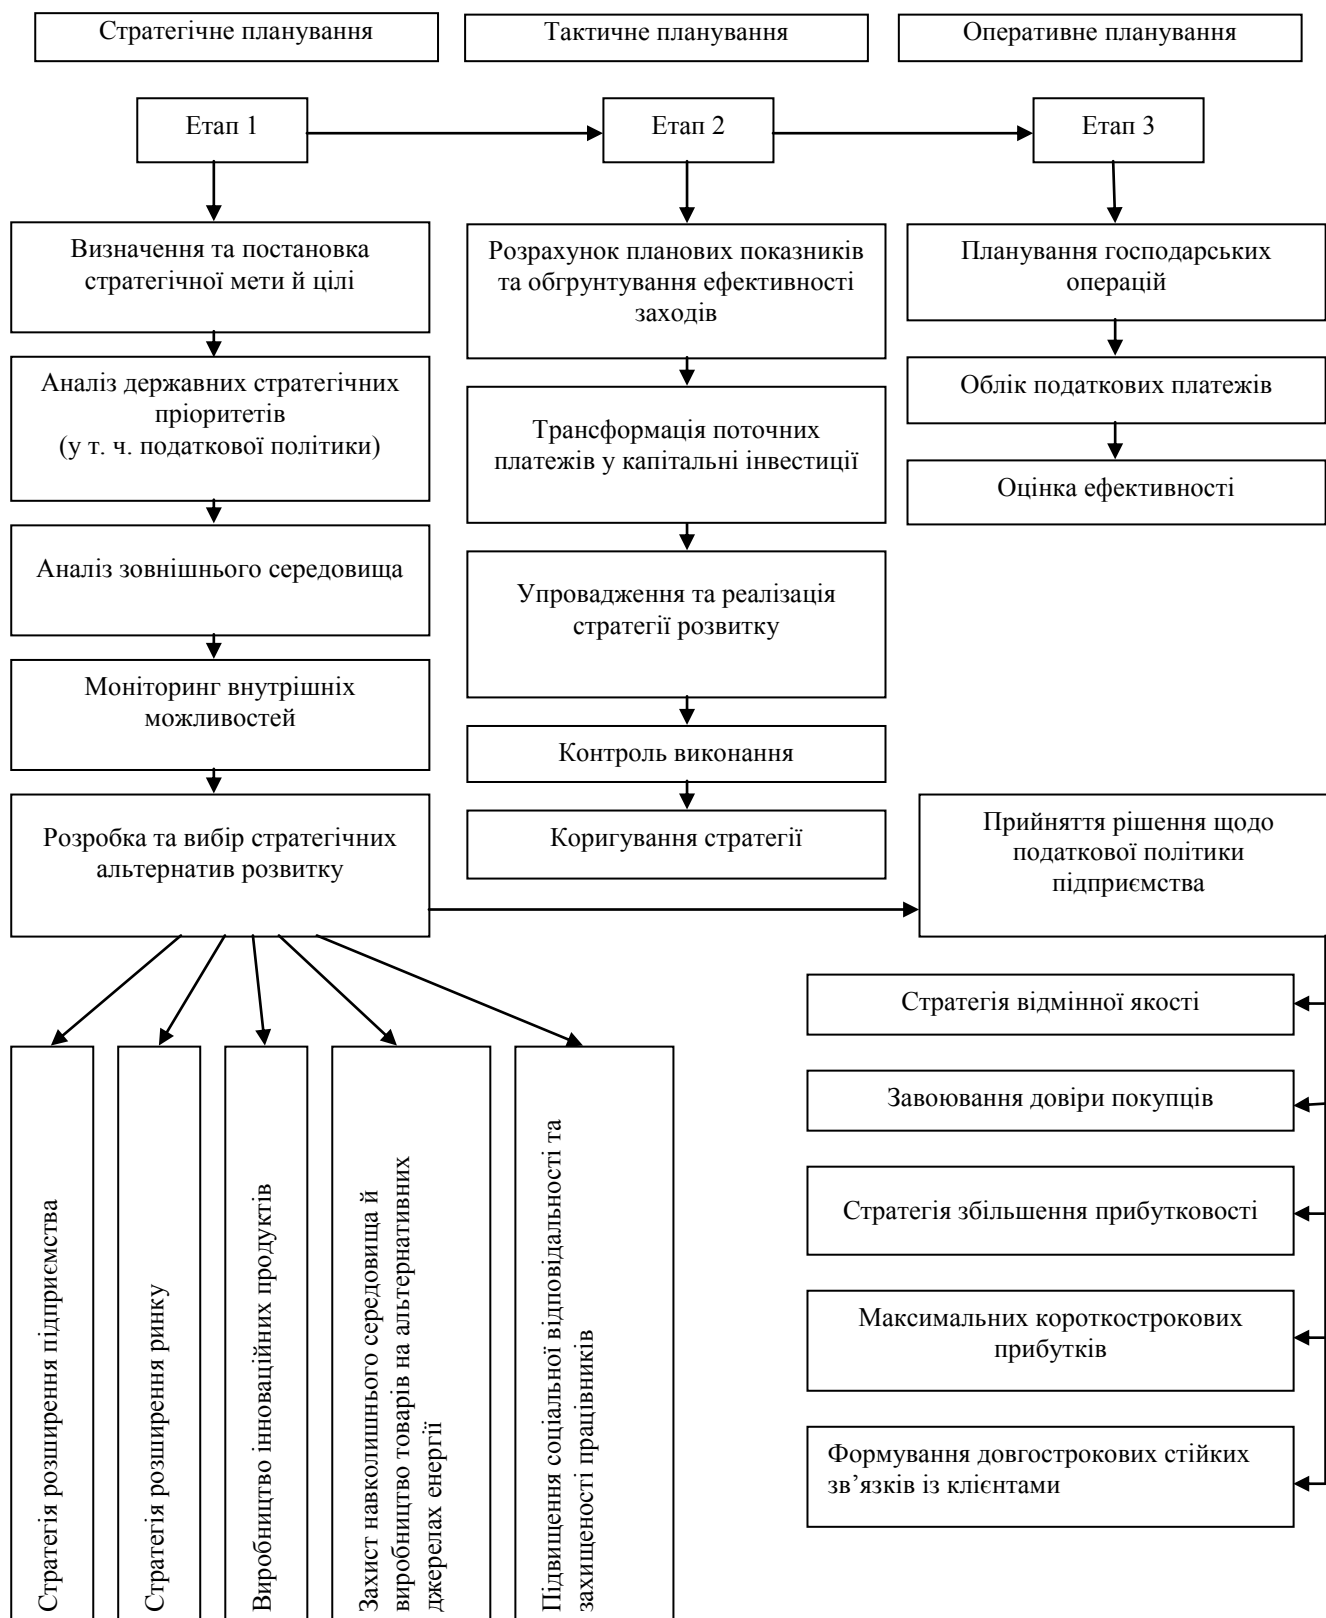 Стратегічне планування
Тактичне планування
Оперативне планування
Етап 1
Етап 2
Етап 3
Визначення та постановка
стратегічної мети й цілі
Розрахунок планових показників
та обгрунтування ефективності
заходів
Планування господарських
операцій
Аналіз державних стратегічних
пріоритетів
(у т. ч. податкової політики)
Трансформація поточних
платежів у капітальні інвестиції
Облік податкових платежів
Оцінка ефективності
Аналіз зовнішнього середовища
Упровадження та реалізація
стратегії розвитку
Моніторинг внутрішніх
можливостей
Контроль виконання
Розробка та вибір стратегічних
альтернатив розвитку
Коригування стратегії
Прийняття рішення щодо
податкової політики
підприємства
Стратегія розширення підприємства
Стратегія розширення ринку
Виробництво інноваційних продуктів
Захист навколишнього середовища й
виробництво товарів на альтернативних
джерелах енергії
Підвищення соціальної відповідальності та
захищеності працівників
Стратегія відмінної якості
Завоювання довіри покупців
Стратегія збільшення прибутковості
Максимальних короткострокових
прибутків
Формування довгострокових стійких
зв’язків із клієнтами